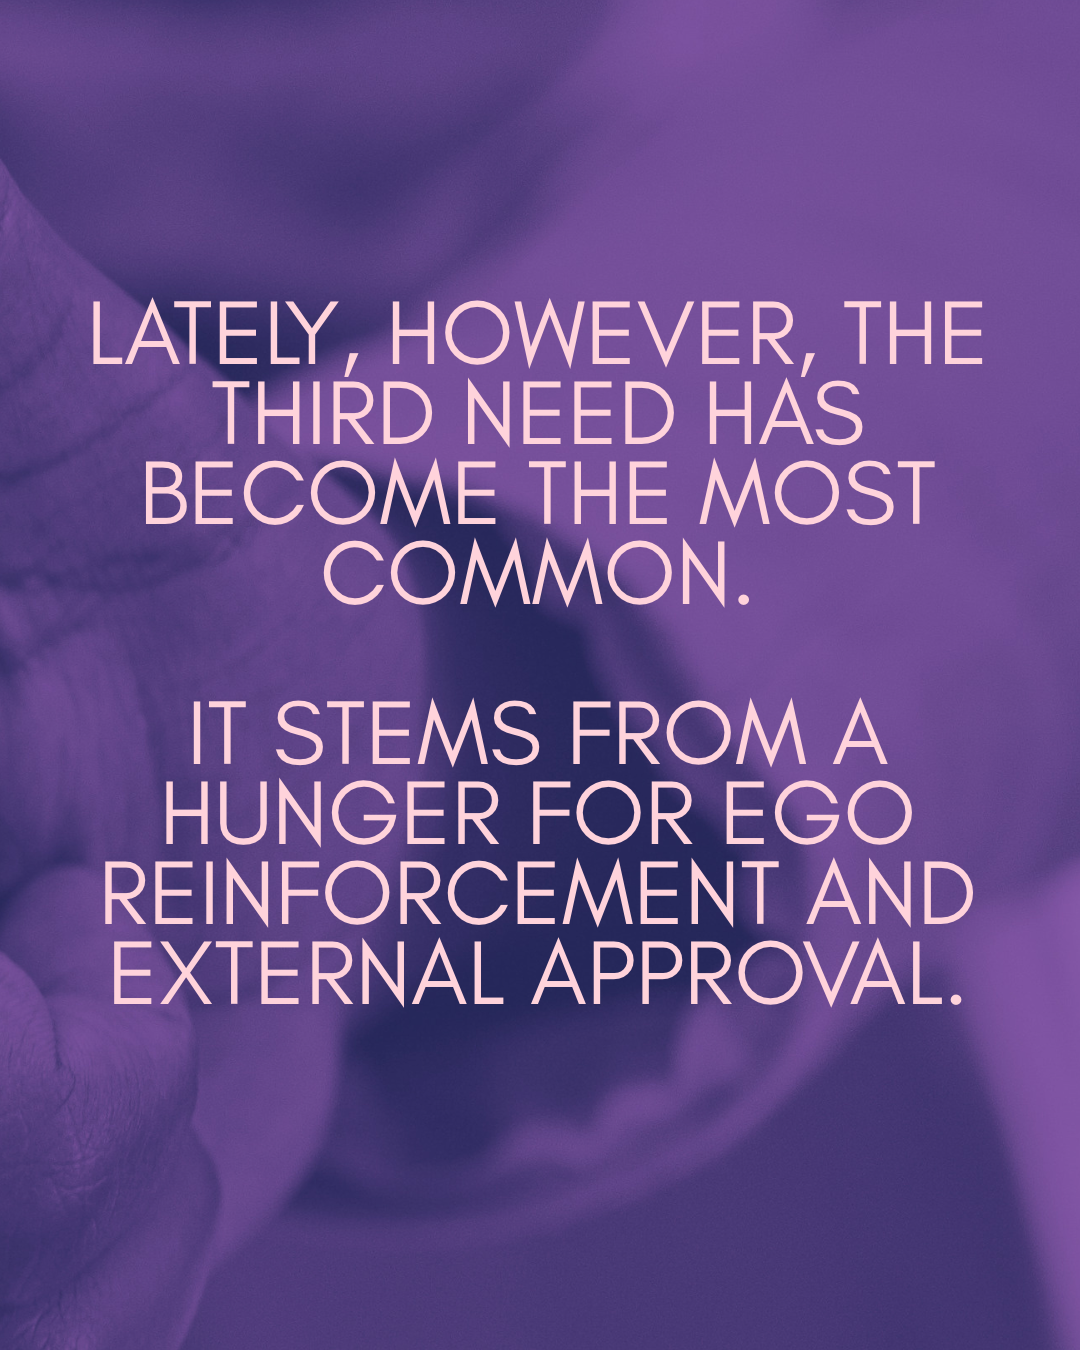 LATELY, HOWEVER, THE
THIRD NEED HAS
BECOME THE MOST
COMMON.
IT STEMS FROM A
HUNGER FOR EGO
REINFORCEMENT AND
EXTERNAL APPROVAL.